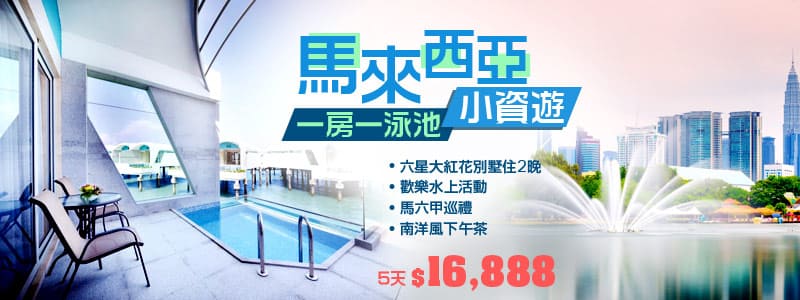 馬來西亞
一房一泳池
小資遊
• 六星大紅花別墅住2晚
• 歡樂水上活動
• 馬六甲巡禮
• 南洋風下午茶
5天 $16,888